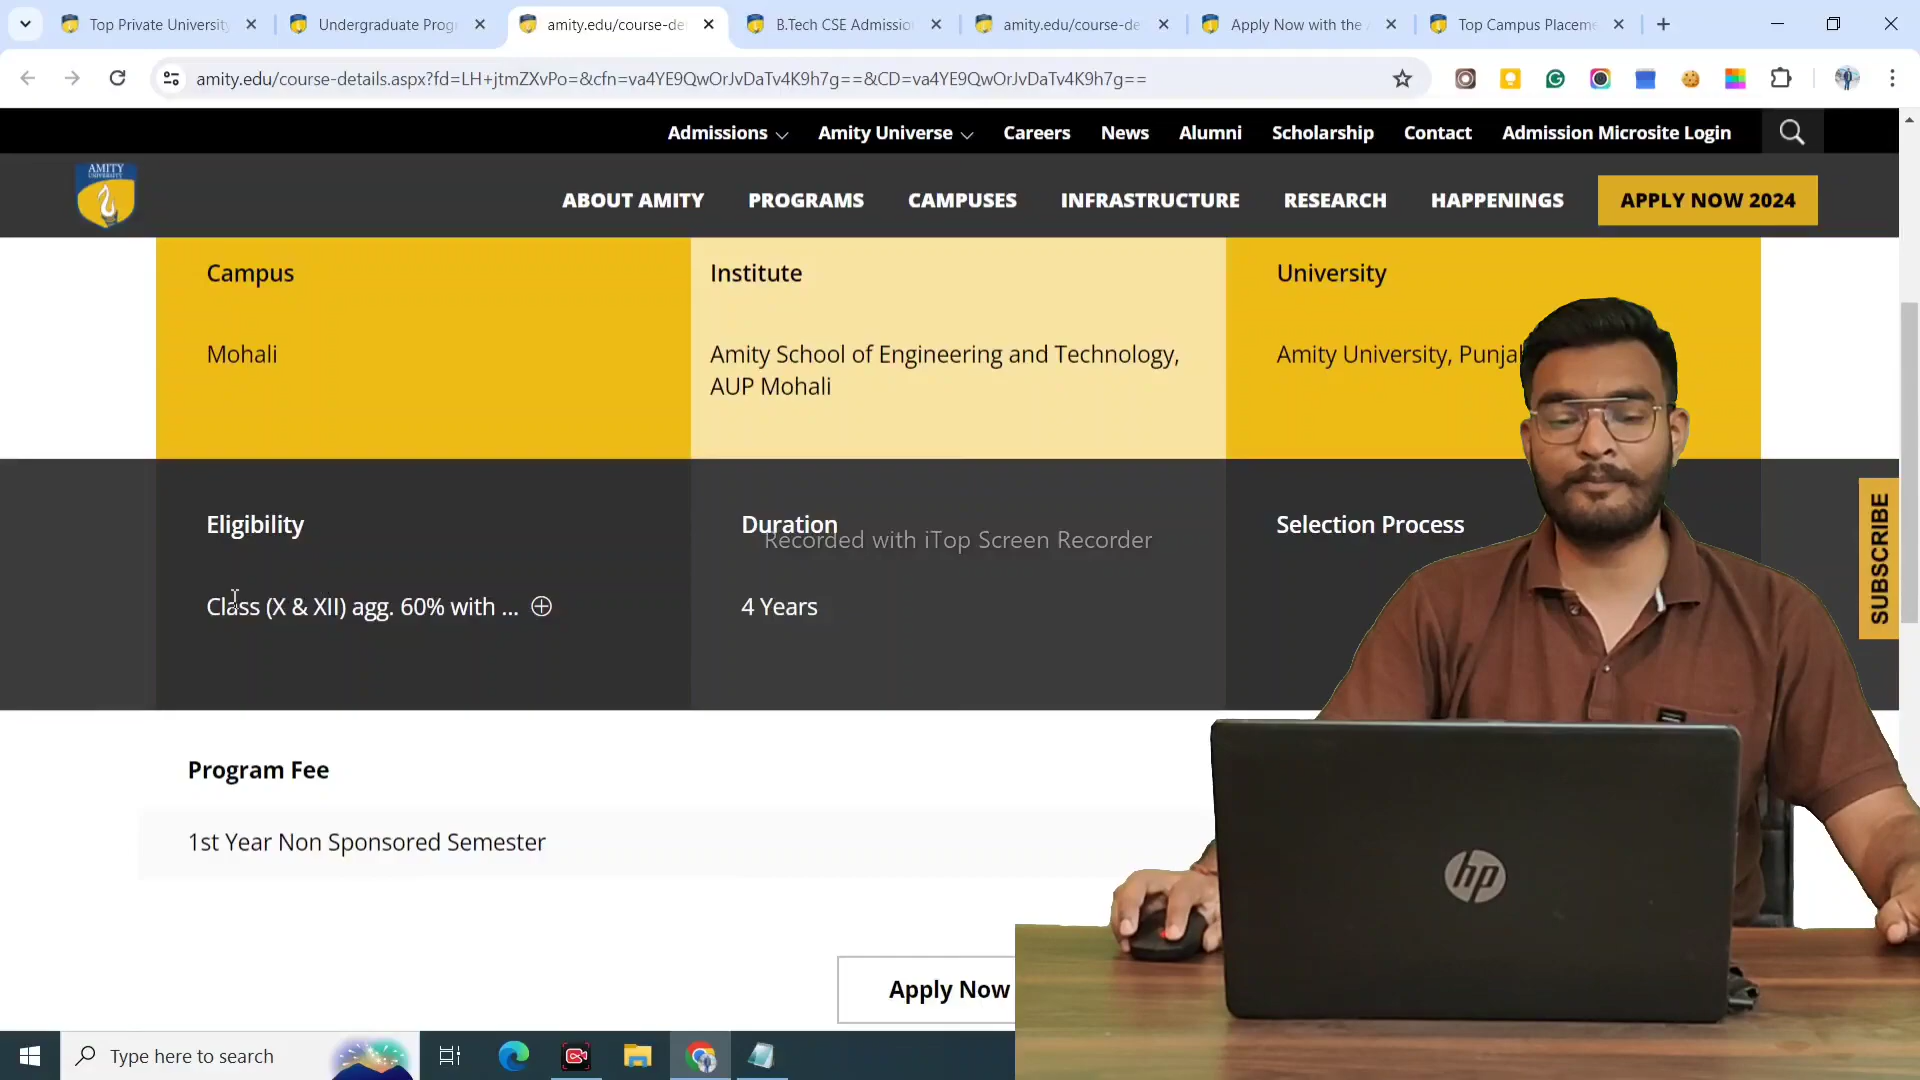 Top Private University
Undergraduate Prog
amity.edu/course-de
B.Tech CSE Admissio
amity.edu/course-de
Apply Now with the
Top Campus Placeme
amity.edu/course-details.aspx?fd=LH+jtmZXvPo=&cfn=va4YE9QwOrJvDaTv4K9h7g==&CD=va4YE9QwOrJvDaTv4K9h7g==
Admissions Amity Universe Careers News Alumni Scholarship Contact Admission Microsite Login
AMITY
UNIVERSITY
ABOUT AMITY PROGRAMS CAMPUSES INFRASTRUCTURE RESEARCH HAPPENINGS APPLY NOW 2024
Campus
Mohali
Institute
Amity School of Engineering and Technology,
AUP Mohali
University
Amity University, Punja
Eligibility
Class (X & XII) agg. 60% with ...
Duration
4 Years
Selection Process
Recorded with iTop Screen Recorder
SUBSCRIBE
Program Fee
1st Year Non Sponsored Semester
Apply Now
hp
Type here to search